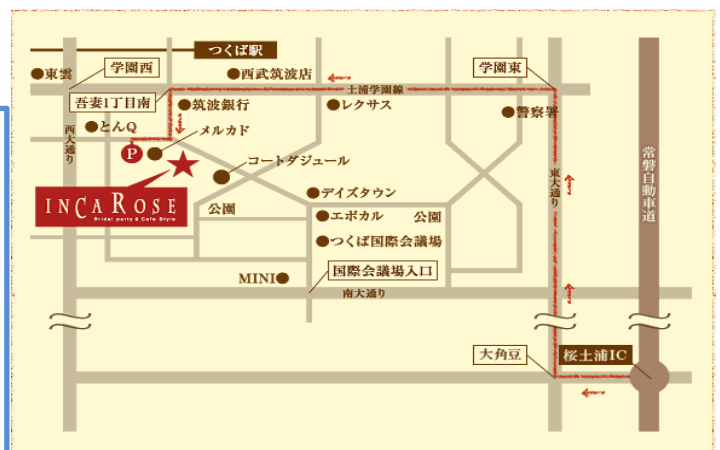 つくば駅
東雲
学園西
西武筑波店
学園東
土浦学園線
吾妻1丁目南
筑波銀行
レクサス
警察署
とんQ
メルカド
西大通り
P
コートダジュール
東大通り
常磐自動車道
INCAROSE
Bridal party & Cafe Style
デイズタウン
公園
エポカル
公園
つくば国際会議場
国際会議場入口
MINI
南大通り
大角豆
桜土浦IC